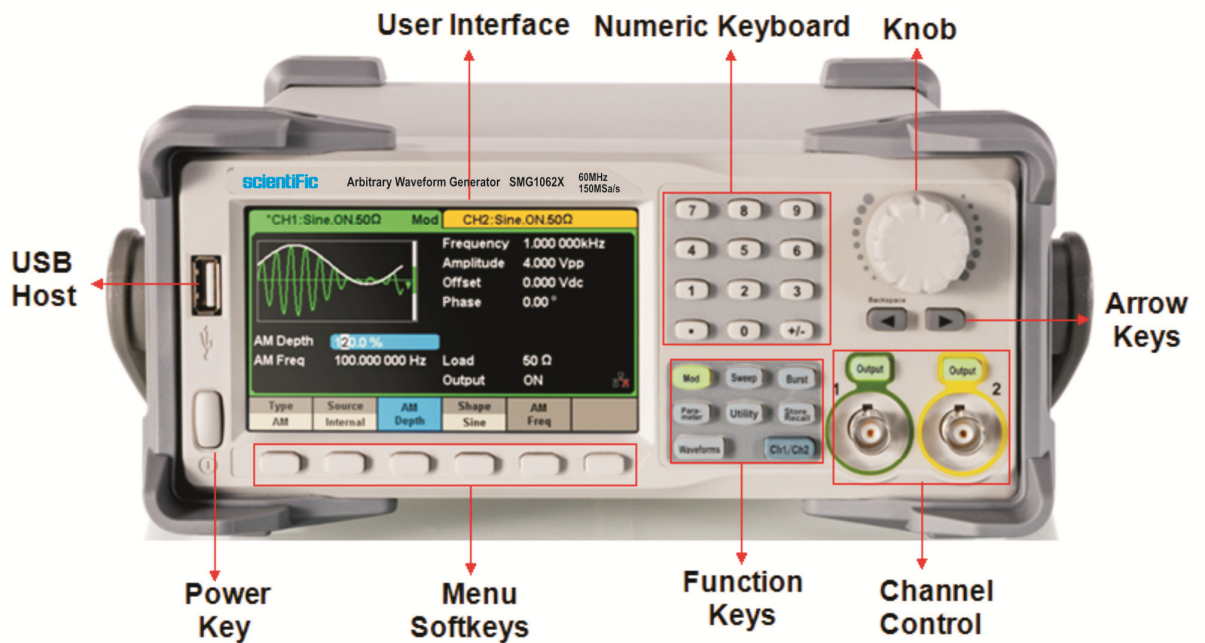 User Interface
Numeric Keyboard
Knob
USB
Host
Arrow
Keys
Power
Key
Menu
Softkeys
Function
Keys
Channel
Control
scientiFic
Arbitrary Waveform Generator SMG1062X
60MHz
150MSa/s
*CH1:Sine.ON.50Ω Mod
CH2:Sine.ON.50Ω
Frequency 1.000 000kHz
Amplitude 4.000 Vpp
Offset 0.000 Vdc
Phase 0.00 °
AM Depth 120.0 %
AM Freq 100.000 000 Hz
Load 50 Ω
Output ON
Type Source AM Depth Shape AM Freq
AM Internal Sine
7 8 9
4 5 6
1 2 3
• 0 +/-
Backspace
Mod Sweep Burst
Para-
meter
Utility
Store
Recall
Waveforms Ch1/Ch2
Output Output
1 2